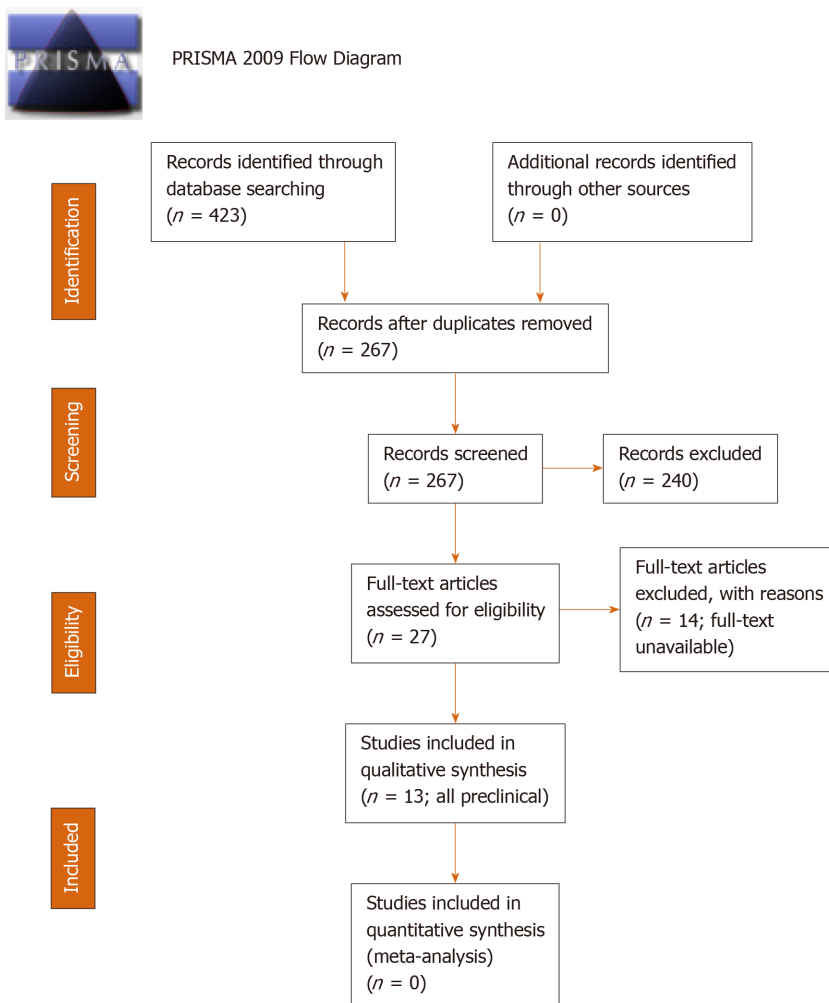 PRISMA
PRISMA 2009 Flow Diagram
Identification
Records identified through
database searching
(n = 423)
Additional records identified
through other sources
(n = 0)
Records after duplicates removed
(n = 267)
Screening
Records screened
(n = 267)
Records excluded
(n = 240)
Eligibility
Full-text articles
assessed for eligibility
(n = 27)
Full-text articles
excluded, with reasons
(n = 14; full-text
unavailable)
Studies included in
qualitative synthesis
(n = 13; all preclinical)
Included
Studies included in
quantitative synthesis
(meta-analysis)
(n = 0)